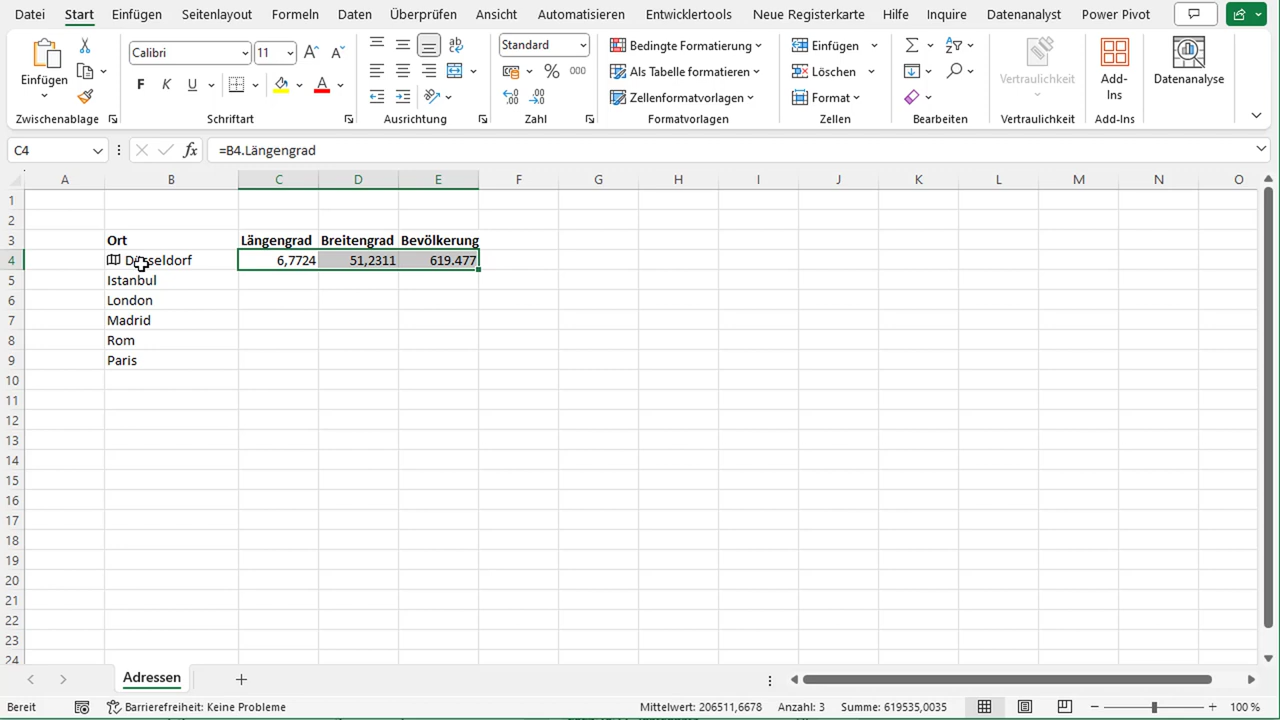 Datei Start Einfügen Seitenlayout Formeln Daten Überprüfen Ansicht Automatisieren Entwicklertools Neue Registerkarte Hilfe Inquire Datenanalyst Power Pivot
Einfügen
Zwischenablage
Calibri 11
F K U
Schriftart
Ausrichtung
Standard
% 000
Zahl
Bedingte Formatierung
Als Tabelle formatieren
Zellenformatvorlagen
Formatvorlagen
Einfügen
Löschen
Format
Zellen
Bearbeiten
Vertraulichkeit
Vertraulichkeit
Add-Ins
Add-Ins
Datenanalyse
C4 fx =B4.Längengrad
A B C D E F G H I J K L M N O
1
2
3 Ort Längengrad Breitengrad Bevölkerung
4 Düsseldorf 6,7724 51,2311 619.477
5 Istanbul
6 London
7 Madrid
8 Rom
9 Paris
10
11
12
13
14
15
16
17
18
19
20
21
22
23
24
Adressen
Bereit Barrierefreiheit: Keine Probleme Mittelwert: 206511,6678 Anzahl: 3 Summe: 619535,0035 100 %